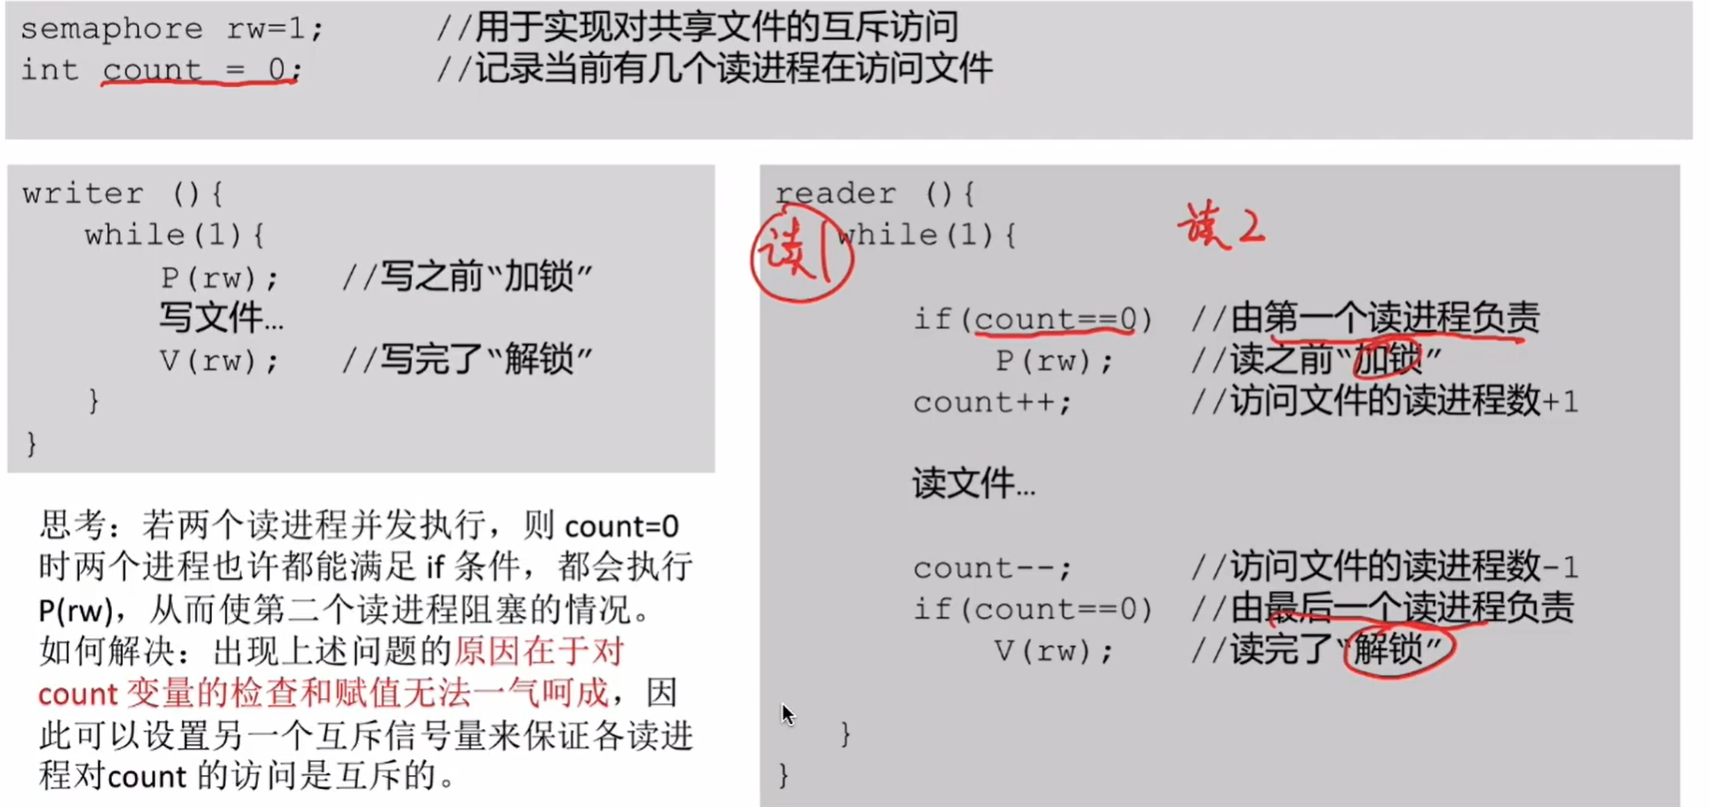 semaphore rw=1; //用于实现对共享文件的互斥访问
int count = 0; //记录当前有几个读进程在访问文件
writer (){
while(1){
P(rw); //写之前“加锁”
写文件…
V(rw); //写完了“解锁”
}
}
思考：若两个读进程并发执行，则 count=0
时两个进程也许都能满足 if 条件，都会执行
P(rw)，从而使第二个读进程阻塞的情况。
如何解决：出现上述问题的原因在于对
count 变量的检查和赋值无法一气呵成，因
此可以设置另一个互斥信号量来保证各读进
程对count 的访问是互斥的。
reader (){
读1 while(1){ 读2
if(count==0) //由第一个读进程负责
P(rw); //读之前“加锁”
count++; //访问文件的读进程数+1
读文件…
count--; //访问文件的读进程数-1
if(count==0) //由最后一个读进程负责
V(rw); //读完了“解锁”
}
}